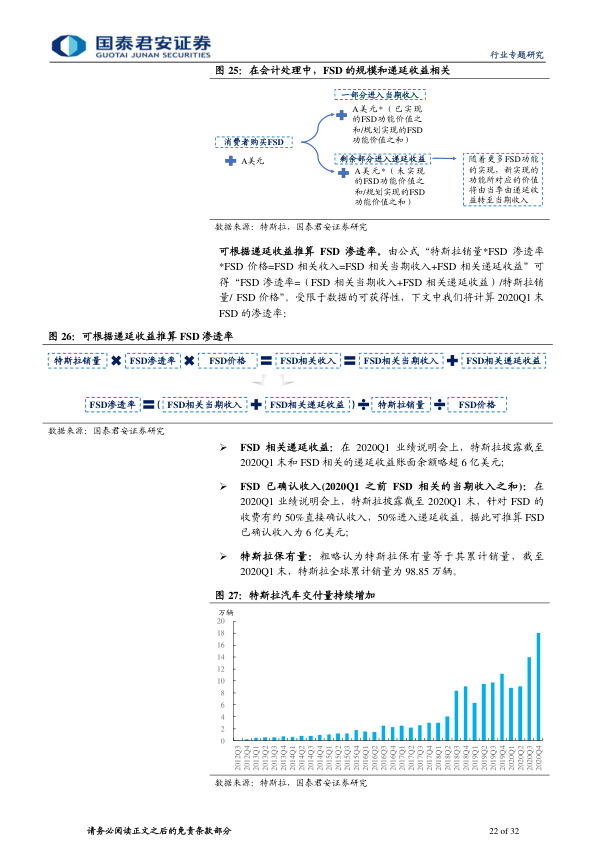 国泰君安证券
GUOTAI JUNAN SECURITIES
行业专题研究
图 25：在会计处理中，FSD 的规模和递延收益相关
消费者购买FSD
A美元
一部分进入当期收入
A美元*（已实现
的FSD功能价值之
和/规划实现的FSD
功能价值之和）
剩余部分进入递延收益
A美元*（未实现
的FSD功能价值之
和/规划实现的FSD
功能价值之和）
随着更多FSD功能
的实现，新实现的
功能所对应的价值
将由当季由递延收
益转至当期收入
数据来源：特斯拉，国泰君安证券研究
可根据递延收益推算 FSD 渗透率。由公式“特斯拉销量*FSD 渗透率
*FSD 价格=FSD 相关收入=FSD 相关当期收入+FSD 相关递延收益”可
得“FSD 渗透率=（FSD 相关当期收入+FSD 相关递延收益）/特斯拉销
量/ FSD 价格”。受限于数据的可获得性，下文中我们将计算 2020Q1 末
FSD 的渗透率：
图 26：可根据递延收益推算 FSD 渗透率
特斯拉销量 ✖ FSD渗透率 ✖ FSD价格 = FSD相关收入 = FSD相关当期收入 + FSD相关递延收益
FSD渗透率 = ( FSD相关当期收入 + FSD相关递延收益 ) ÷ 特斯拉销量 ÷ FSD价格
数据来源：国泰君安证券研究
➢ FSD 相关递延收益：在 2020Q1 业绩说明会上，特斯拉披露截至
2020Q1 末和 FSD 相关的递延收益账面余额略超 6 亿美元;
➢ FSD 已确认收入(2020Q1 之前 FSD 相关的当期收入之和)：在
2020Q1 业绩说明会上，特斯拉披露截至 2020Q1 末，针对 FSD 的
收费有约 50%直接确认收入，50%进入递延收益。据此可推算 FSD
已确认收入为 6 亿美元;
➢ 特斯拉保有量：粗略认为特斯拉保有量等于其累计销量，截至
2020Q1 末，特斯拉全球累计销量为 98.85 万辆。
图 27：特斯拉汽车交付量持续增加
万辆
20
18
16
14
12
10
8
6
4
2
0
2012Q3
2012Q4
2013Q1
2013Q2
2013Q3
2013Q4
2014Q1
2014Q2
2014Q3
2014Q4
2015Q1
2015Q2
2015Q3
2015Q4
2016Q1
2016Q2
2016Q3
2016Q4
2017Q1
2017Q2
2017Q3
2017Q4
2018Q1
2018Q2
2018Q3
2018Q4
2019Q1
2019Q2
2019Q3
2019Q4
2020Q1
2020Q2
2020Q3
2020Q4
数据来源：特斯拉，国泰君安证券研究
请务必阅读正文之后的免责条款部分
22 of 32